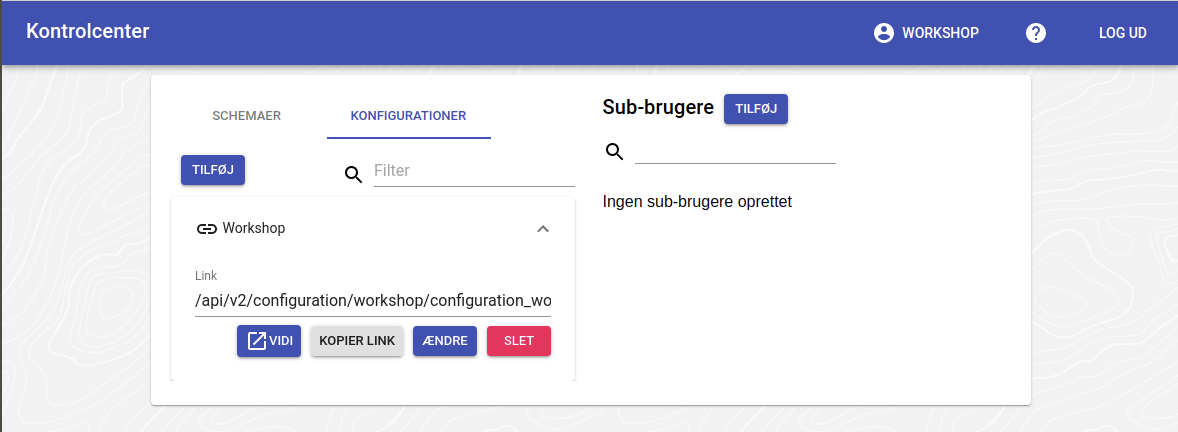 Kontrolcenter
WORKSHOP
LOG UD
SCHEMAER
KONFIGURATIONER
TILFØJ
Filter
Workshop
Link
/api/v2/configuration/workshop/configuration_wo
VIDI
KOPIER LINK
ÆNDRE
SLET
Sub-brugere
TILFØJ
Ingen sub-brugere oprettet